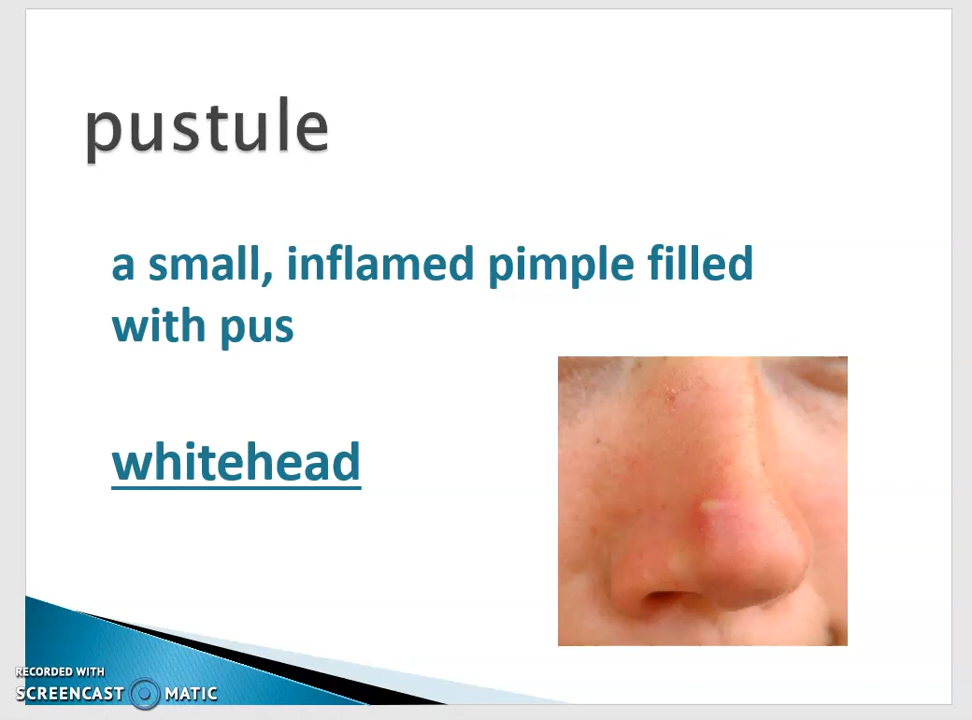 pustule
a small, inflamed pimple filled
with pus
whitehead
RECORDED WITH
SCREENCAST MATIC